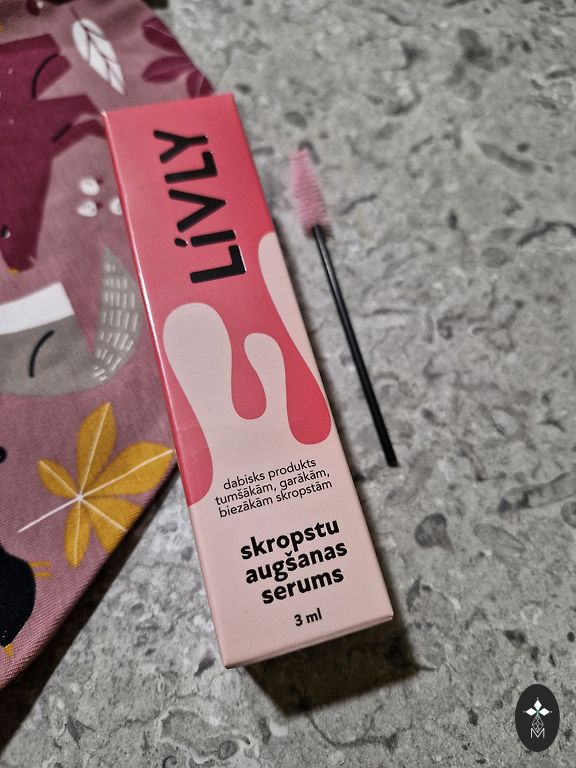 LíVLY
dabisks produkts
tumšākām, garākām,
biezākām skropstām
skropstu
augšanas
serums
3 ml
M